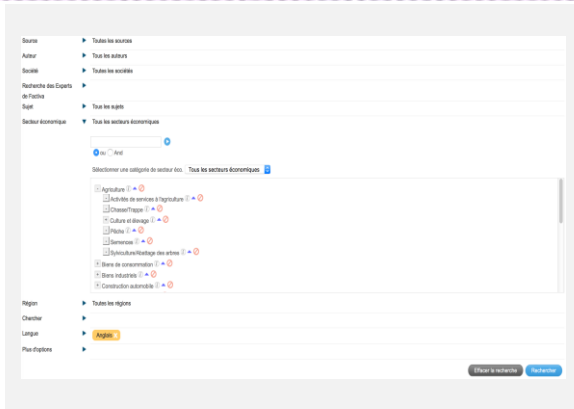 Source Toutes les sources
Auteur Tous les auteurs
Société Toutes les sociétés
Recherche des Experts
de Factiva
Sujet Tous les sujets
Secteur économique Tous les secteurs économiques
ou And
Sélectionner une catégorie de secteur éco. Tous les secteurs économiques
Agriculture
Activités de services à l'agriculture
Chasse/Trappe
Culture et élevage
Pêche
Semences
Sylviculture/Abattage des arbres
Biens de consommation
Biens industriels
Construction automobile
Région Toutes les régions
Chercher
Langue Anglais
Plus d'options
Effacer la recherche Rechercher